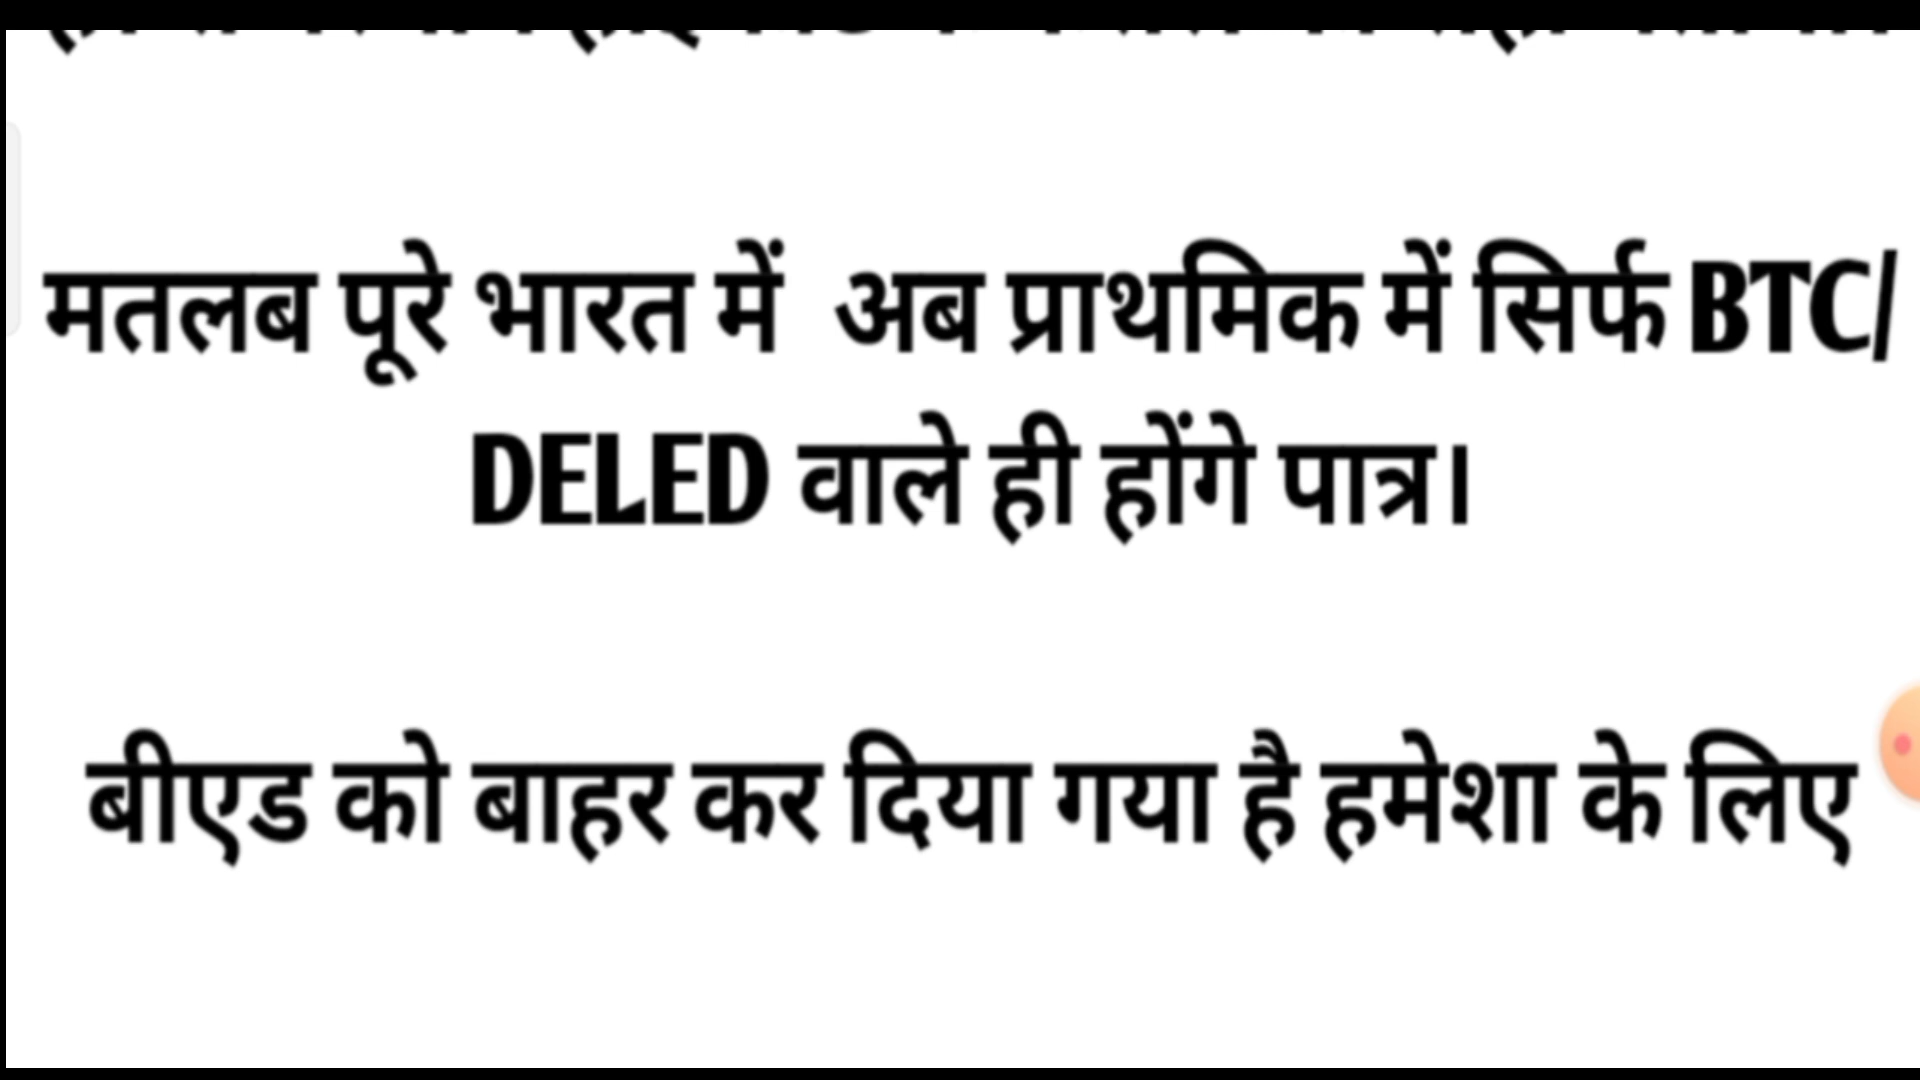 मतलब पूरे भारत में अब प्राथमिक में सिर्फ BTC/
DELED वाले ही होंगे पात्र।
बीएड को बाहर कर दिया गया है हमेशा के लिए